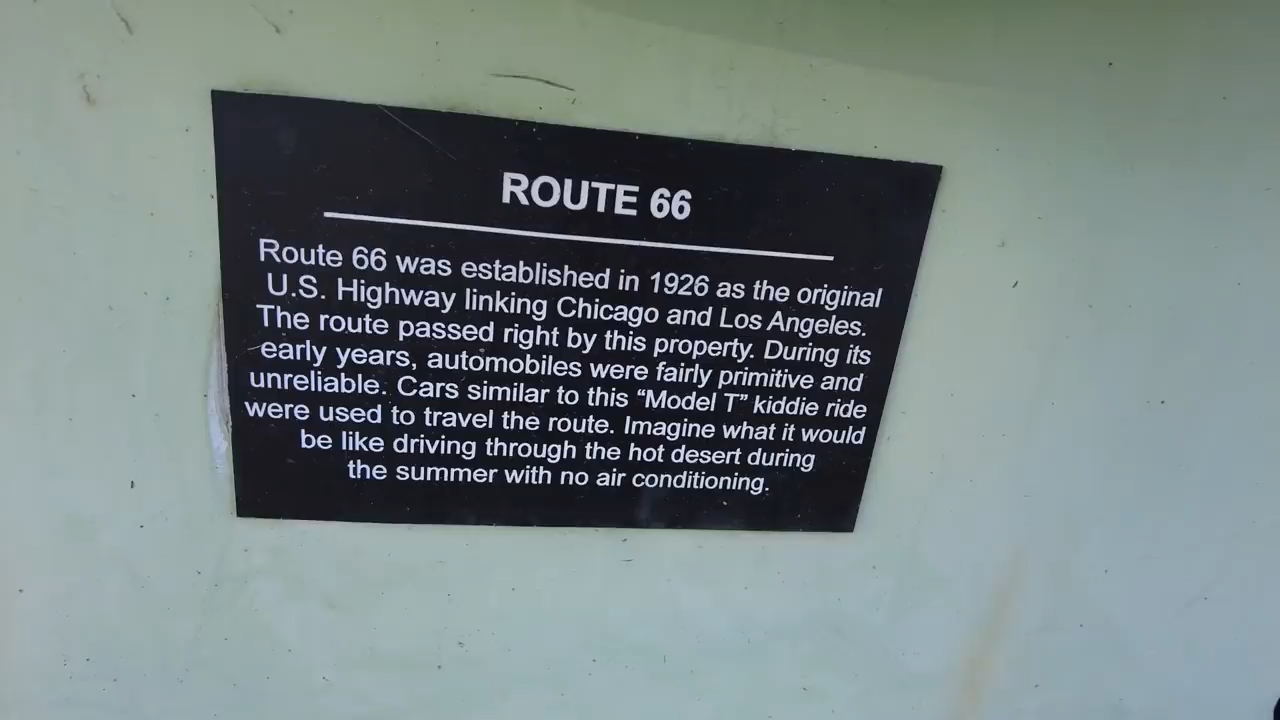 ROUTE 66
Route 66 was established in 1926 as the original
U.S. Highway linking Chicago and Los Angeles.
The route passed right by this property. During its
early years, automobiles were fairly primitive and
unreliable. Cars similar to this “Model T” kiddie ride
were used to travel the route. Imagine what it would
be like driving through the hot desert during
the summer with no air conditioning.